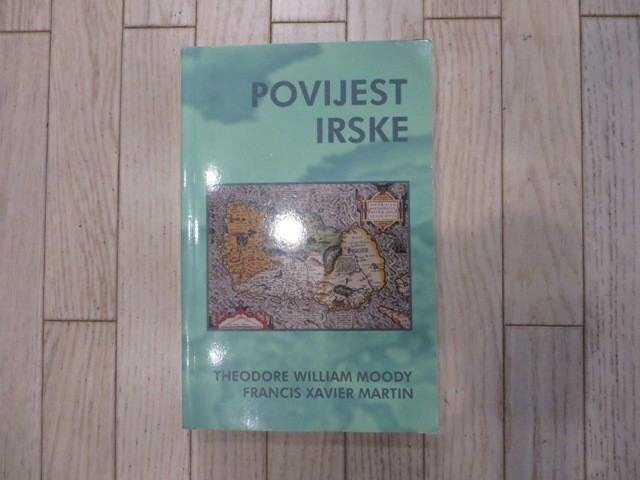 POVIJEST
IRSKE
THEODORE WILLIAM MOODY
FRANCIS XAVIER MARTIN